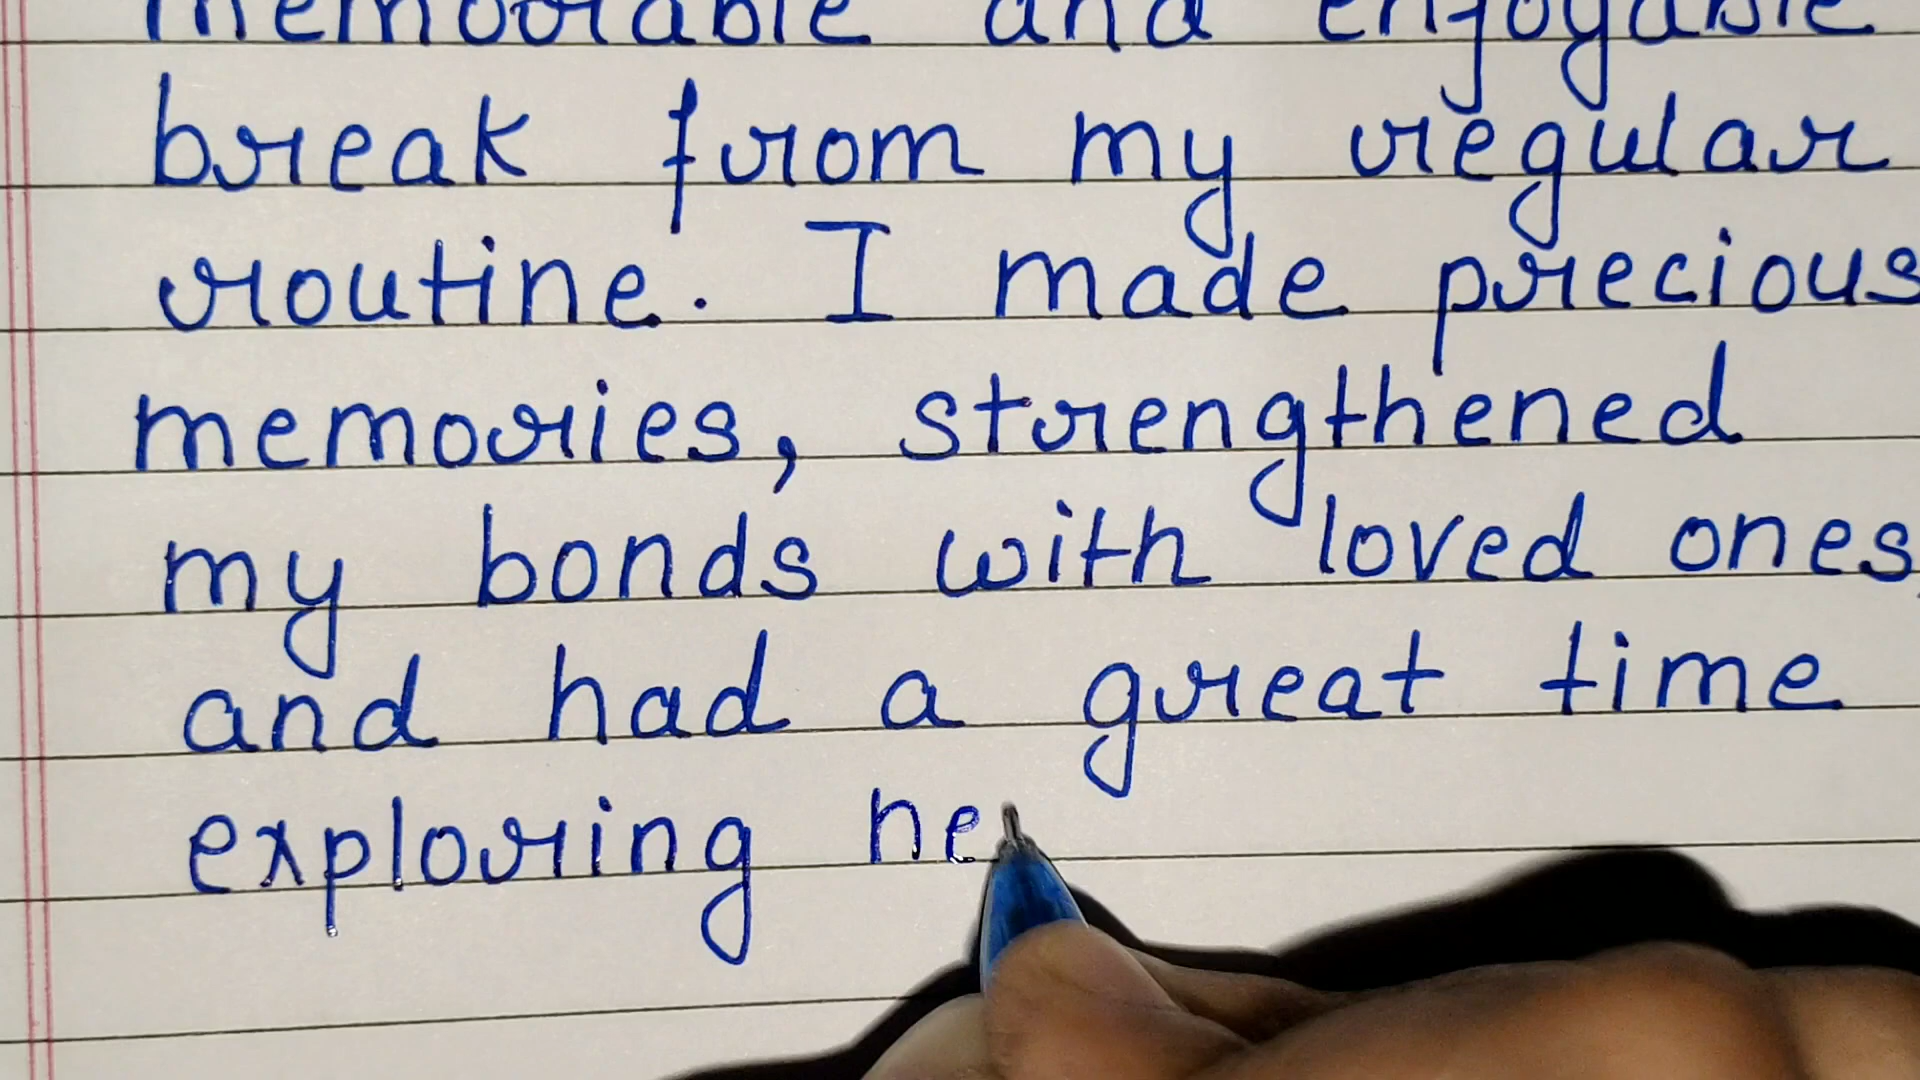 memorable and enjoyable
break from my regular
routine. I made precious
memories, strengthened
my bonds with loved ones,
and had a great time
exploring ne